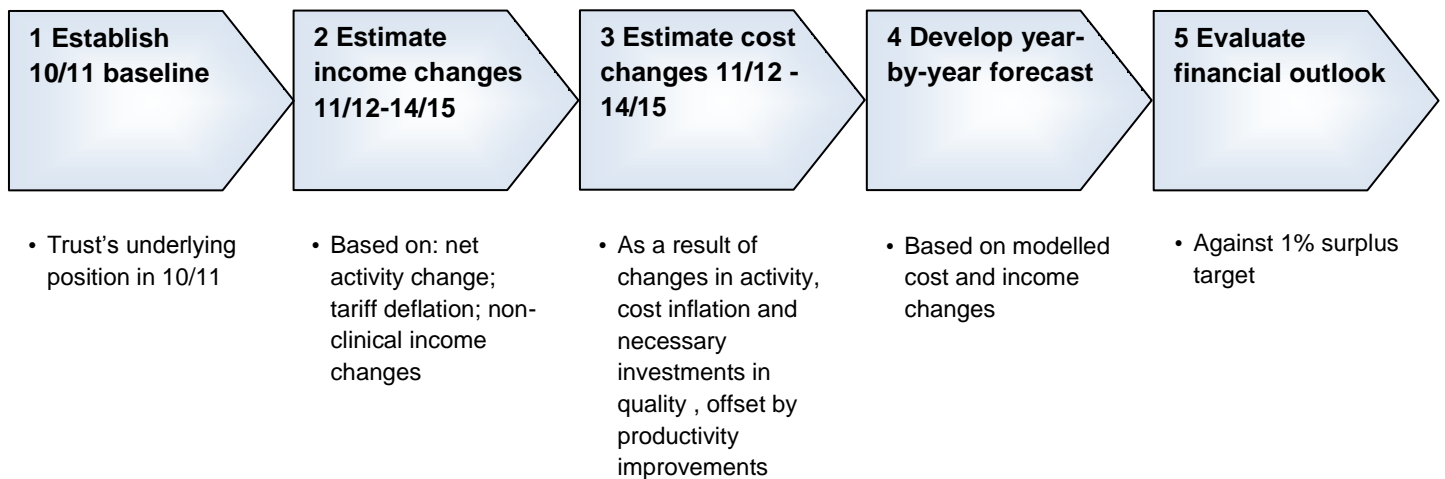 1 Establish
10/11 baseline
2 Estimate
income changes
11/12-14/15
3 Estimate cost
changes 11/12 -
14/15
4 Develop year-
by-year forecast
5 Evaluate
financial outlook
• Trust’s underlying
position in 10/11
• Based on: net
activity change;
tariff deflation; non-
clinical income
changes
• As a result of
changes in activity,
cost inflation and
necessary
investments in
quality , offset by
productivity
improvements
• Based on modelled
cost and income
changes
• Against 1% surplus
target